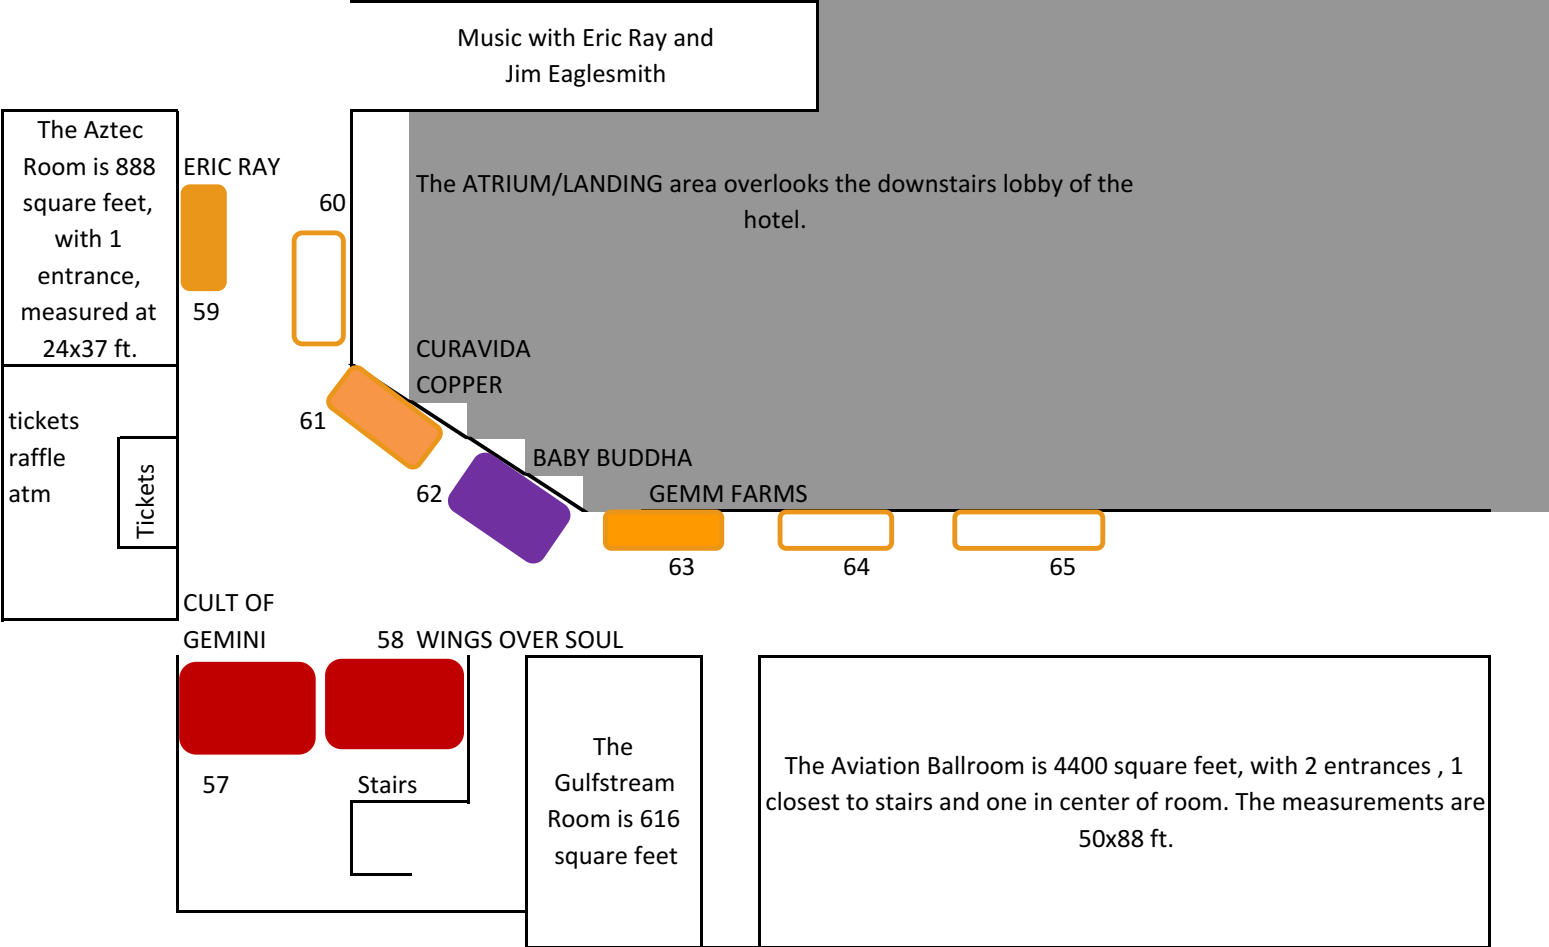 Music with Eric Ray and
Jim Eaglesmith
The Aztec
Room is 888
square feet,
with 1
entrance,
measured at
24x37 ft.
ERIC RAY
59
60
The ATRIUM/LANDING area overlooks the downstairs lobby of the
hotel.
CURAVIDA
COPPER
61
tickets
raffle
atm
Tickets
BABY BUDDHA
62
GEMM FARMS
63
64
65
CULT OF
GEMINI
58 WINGS OVER SOUL
57
Stairs
The
Gulfstream
Room is 616
square feet
The Aviation Ballroom is 4400 square feet, with 2 entrances , 1
closest to stairs and one in center of room. The measurements are
50x88 ft.